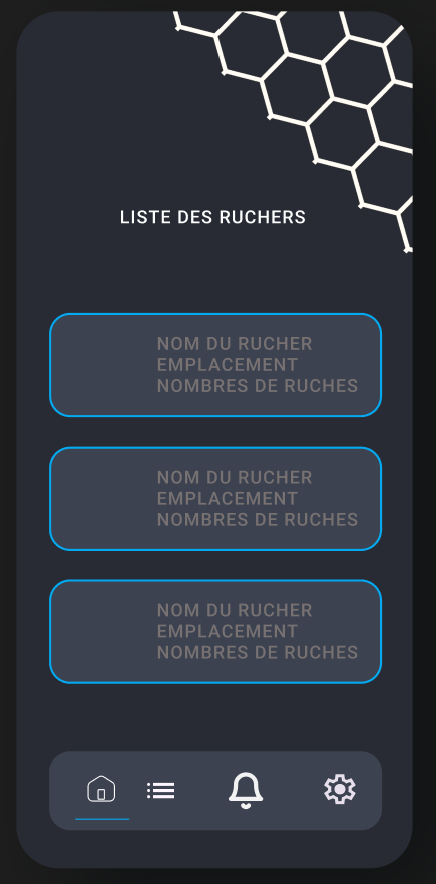 LISTE DES RUCHERS
NOM DU RUCHER
EMPLACEMENT
NOMBRES DE RUCHES
NOM DU RUCHER
EMPLACEMENT
NOMBRES DE RUCHES
NOM DU RUCHER
EMPLACEMENT
NOMBRES DE RUCHES